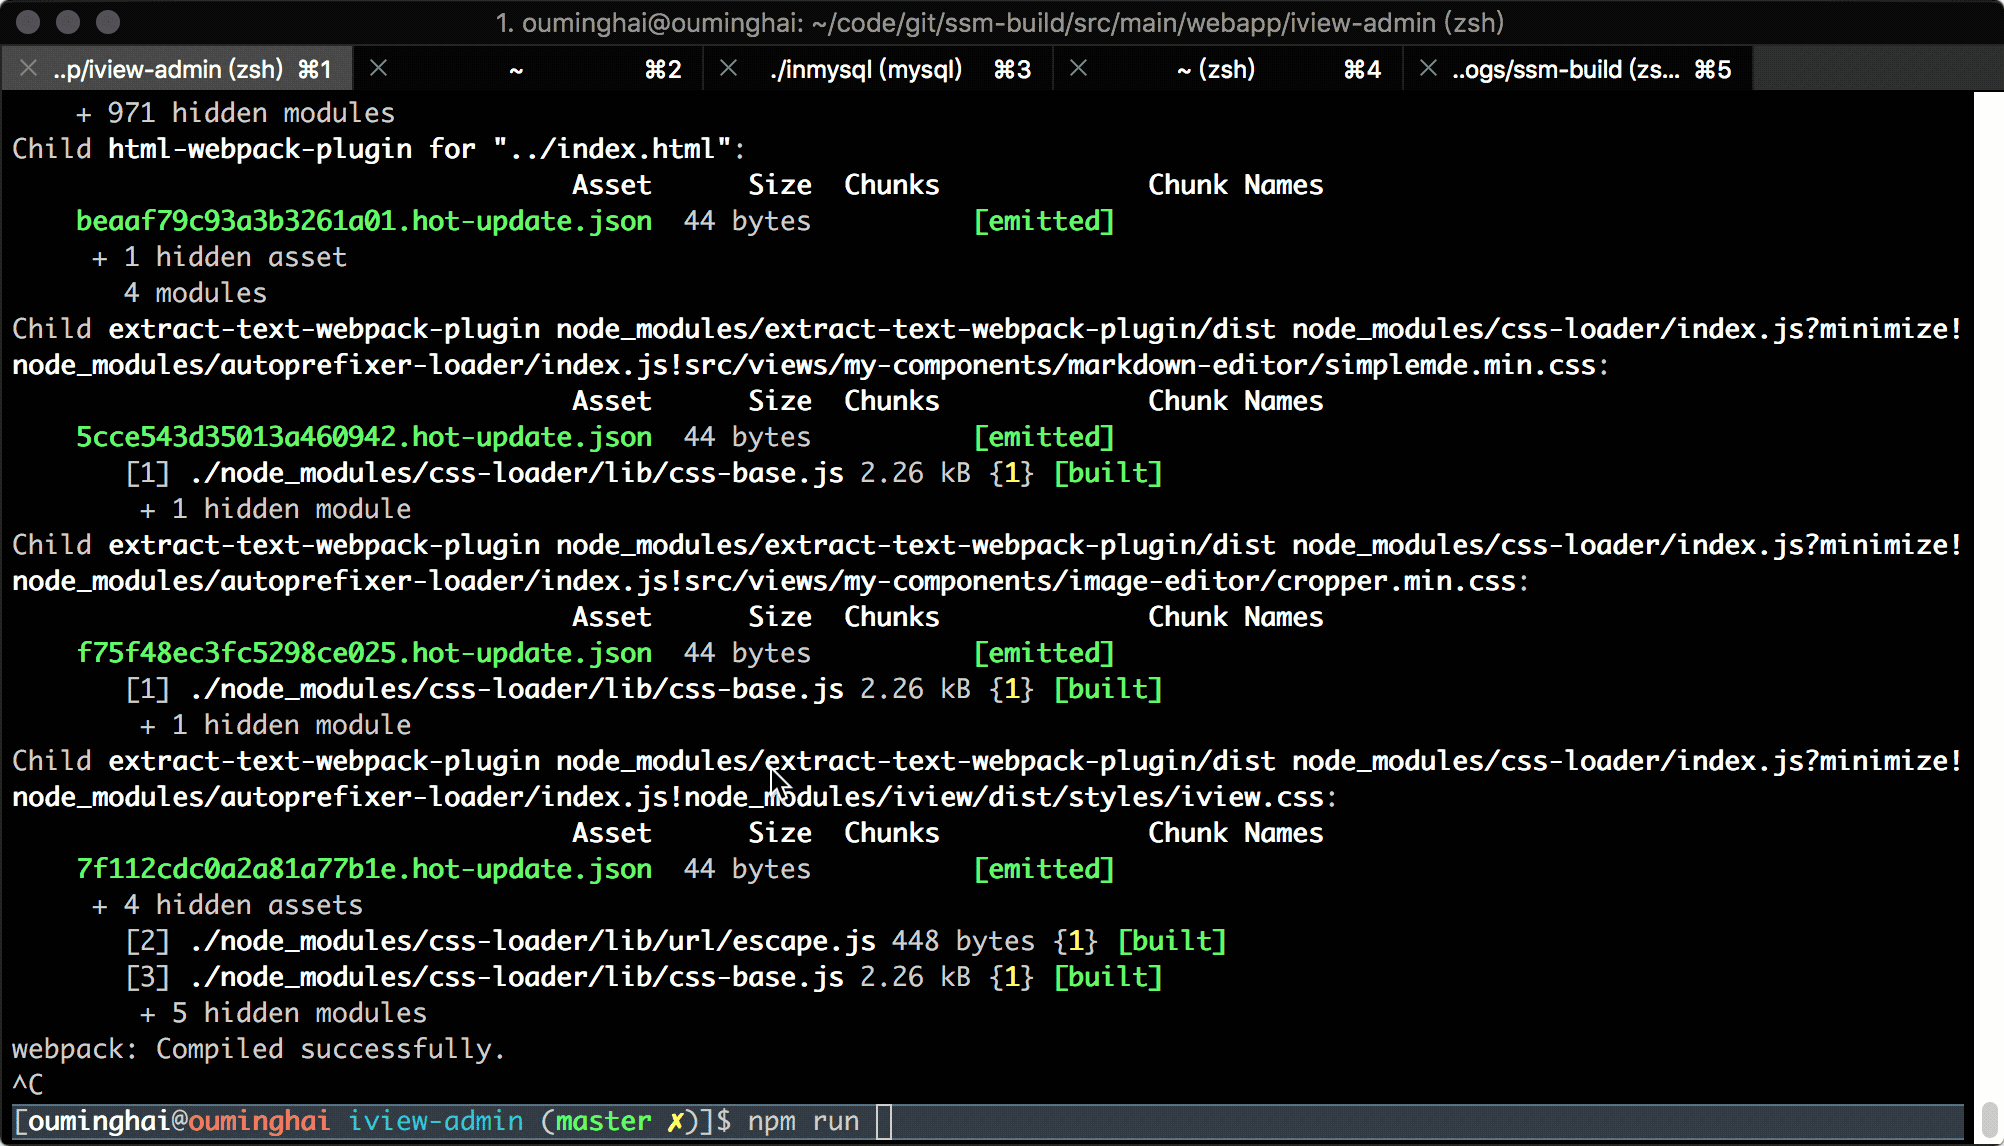 1. ouminghai@ouminghai: ~/code/git/ssm-build/src/main/webapp/iview-admin (zsh)
..p/iview-admin (zsh) ⌘1 ~ ⌘2 ./inmysql (mysql) ⌘3 ~ (zsh) ⌘4 ..ogs/ssm-build (zs... ⌘5
+ 971 hidden modules
Child html-webpack-plugin for "../index.html":
Asset Size Chunks Chunk Names
beaaf79c93a3b3261a01.hot-update.json 44 bytes [emitted]
+ 1 hidden asset
4 modules
Child extract-text-webpack-plugin node_modules/extract-text-webpack-plugin/dist node_modules/css-loader/index.js?minimize!
node_modules/autoprefixer-loader/index.js!src/views/my-components/markdown-editor/simplemde.min.css:
Asset Size Chunks Chunk Names
5cce543d35013a460942.hot-update.json 44 bytes [emitted]
[1] ./node_modules/css-loader/lib/css-base.js 2.26 kB {1} [built]
+ 1 hidden module
Child extract-text-webpack-plugin node_modules/extract-text-webpack-plugin/dist node_modules/css-loader/index.js?minimize!
node_modules/autoprefixer-loader/index.js!src/views/my-components/image-editor/cropper.min.css:
Asset Size Chunks Chunk Names
f75f48ec3fc5298ce025.hot-update.json 44 bytes [emitted]
[1] ./node_modules/css-loader/lib/css-base.js 2.26 kB {1} [built]
+ 1 hidden module
Child extract-text-webpack-plugin node_modules/extract-text-webpack-plugin/dist node_modules/css-loader/index.js?minimize!
node_modules/autoprefixer-loader/index.js!node_modules/iview/dist/styles/iview.css:
Asset Size Chunks Chunk Names
7f112cdc0a2a81a77b1e.hot-update.json 44 bytes [emitted]
+ 4 hidden assets
[2] ./node_modules/css-loader/lib/url/escape.js 448 bytes {1} [built]
[3] ./node_modules/css-loader/lib/css-base.js 2.26 kB {1} [built]
+ 5 hidden modules
webpack: Compiled successfully.
^C
[ouminghai@ouminghai iview-admin (master ✗)]$ npm run